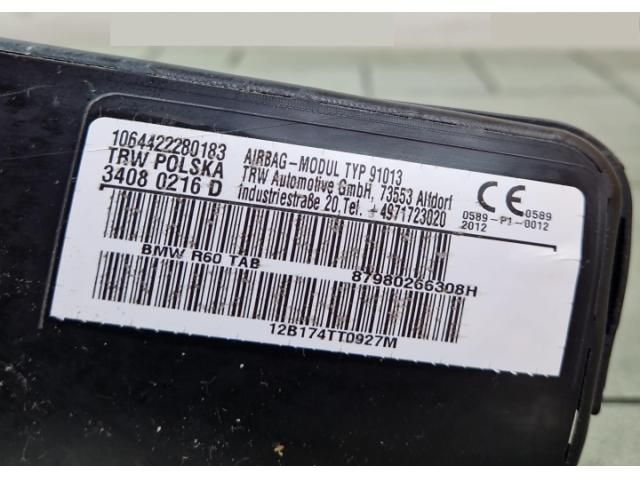 1064422280183
TRW POLSKA
3408 0216 D
AIRBAG-MODUL TYP 91013
TRW Automotive GmbH, 73553 Alfdorf
Industriestraße 20 Tel. +4971723020
CE 0589
0589-P1-0012
2012
BMW R60 TAB 87980266308H
12B174TT0927M